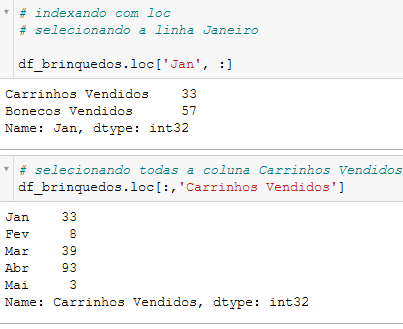 # indexando com loc
# selecionando a linha Janeiro
df_brinquedos.loc['Jan', :]
Carrinhos Vendidos    33
Bonecos Vendidos      57
Name: Jan, dtype: int32
# selecionando todas a coluna Carrinhos Vendidos
df_brinquedos.loc[:,'Carrinhos Vendidos']
Jan    33
Fev     8
Mar    39
Abr    93
Mai     3
Name: Carrinhos Vendidos, dtype: int32